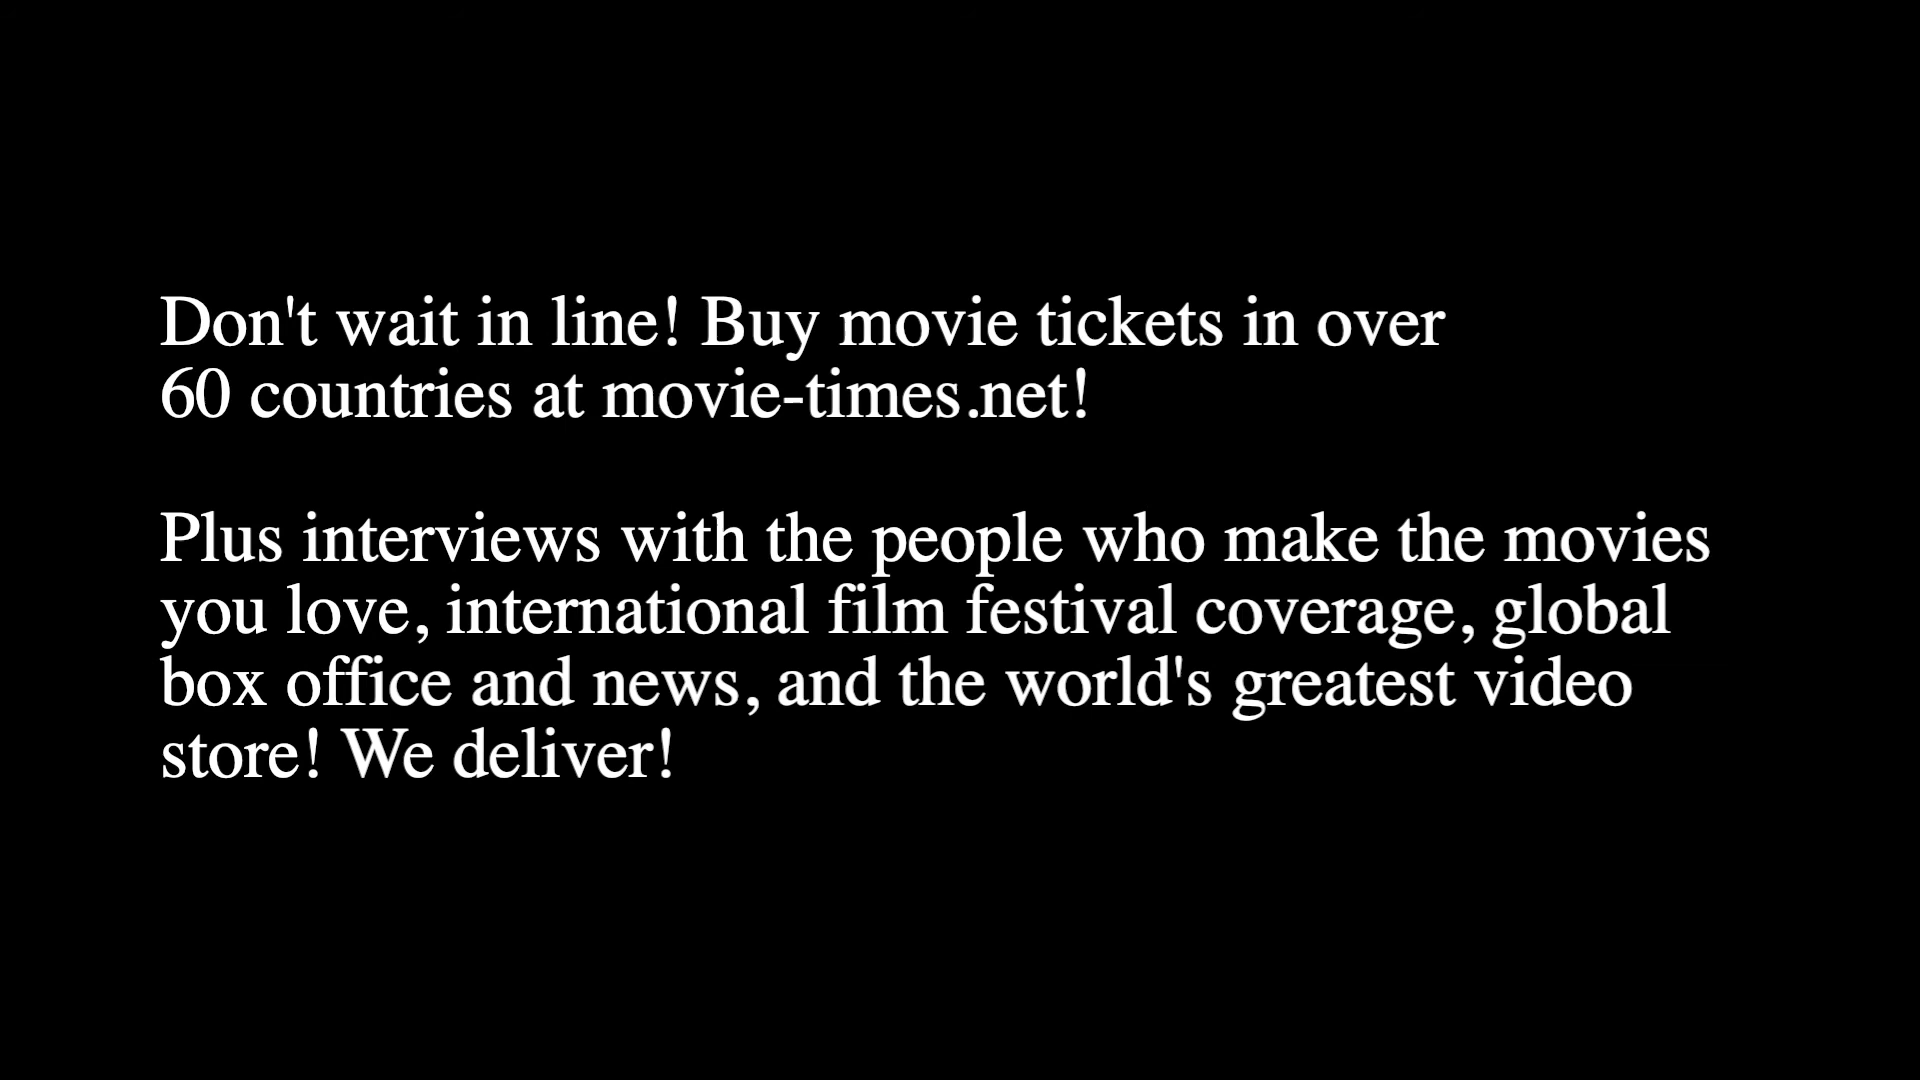 Don't wait in line! Buy movie tickets in over
60 countries at movie-times.net!
Plus interviews with the people who make the movies
you love, international film festival coverage, global
box office and news, and the world's greatest video
store! We deliver!